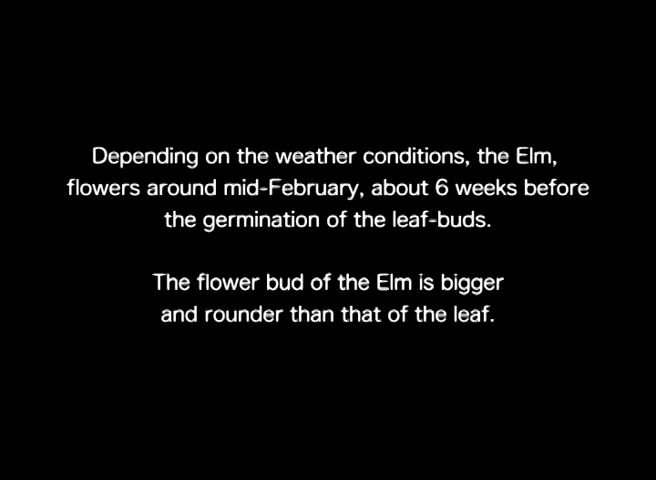 Depending on the weather conditions, the Elm,
flowers around mid-February, about 6 weeks before
the germination of the leaf-buds.
The flower bud of the Elm is bigger
and rounder than that of the leaf.